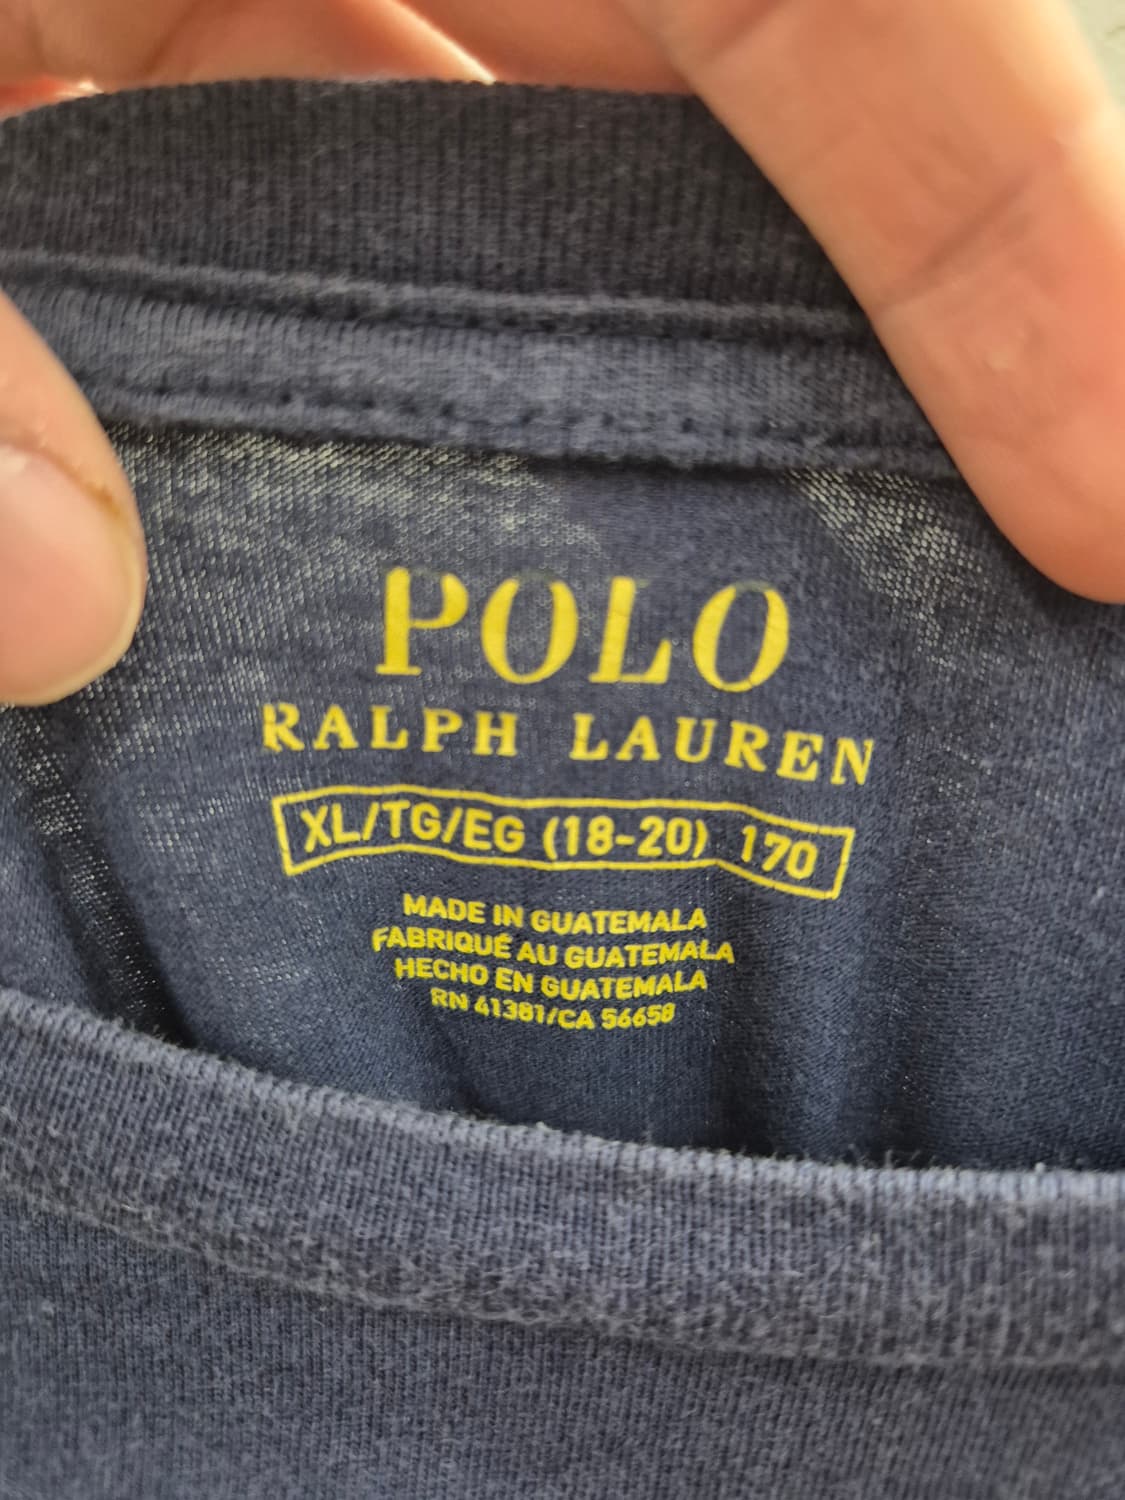 POLO
RALPH LAUREN
XL/TG/EG (18-20) 170
MADE IN GUATEMALA
FABRIQUÉ AU GUATEMALA
HECHO EN GUATEMALA
RN 41381/CA 56658